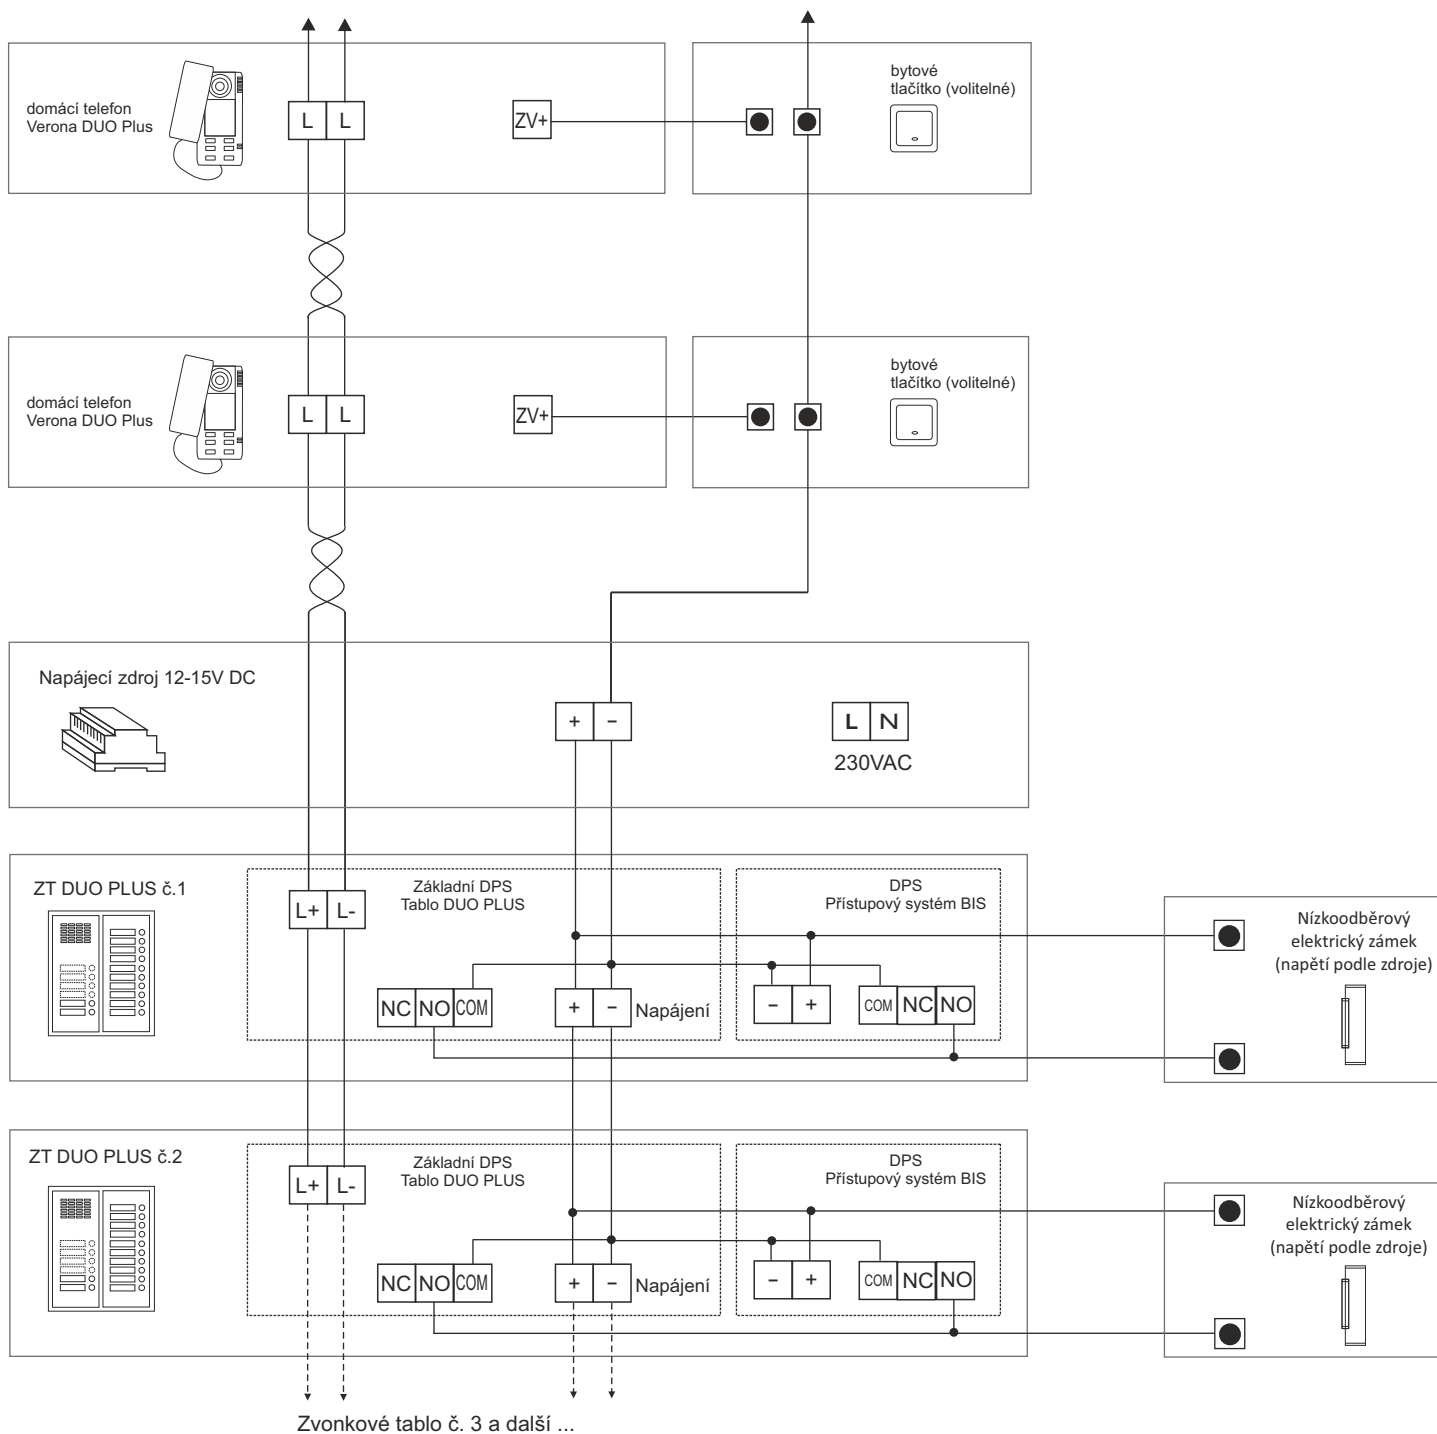 domácí telefon
Verona DUO Plus
L L
ZV+
bytové
tlačítko (volitelné)
domácí telefon
Verona DUO Plus
L L
ZV+
bytové
tlačítko (volitelné)
Napájecí zdroj 12-15V DC
+ -
L N
230VAC
ZT DUO PLUS č.1
Základní DPS
Tablo DUO PLUS
L+ L-
NC NO COM
+ - Napájení
DPS
Přístupový systém BIS
- +
COM NC NO
Nízkoodběrový
elektrický zámek
(napětí podle zdroje)
ZT DUO PLUS č.2
Základní DPS
Tablo DUO PLUS
L+ L-
NC NO COM
+ - Napájení
DPS
Přístupový systém BIS
- +
COM NC NO
Nízkoodběrový
elektrický zámek
(napětí podle zdroje)
Zvonkové tablo č. 3 a další ...